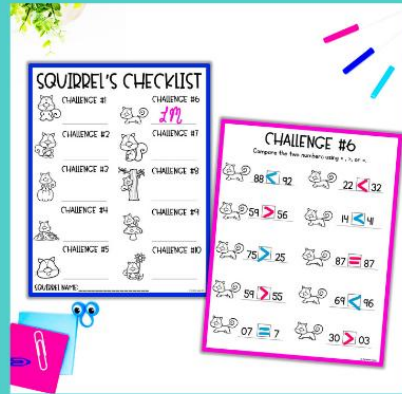 SQUIRREL'S CHECKLIST
CHALLENGE #1
CHALLENGE #6
LM
CHALLENGE #2
CHALLENGE #7
CHALLENGE #3
CHALLENGE #8
CHALLENGE #4
CHALLENGE #9
CHALLENGE #5
CHALLENGE #10
SQUIRREL NAME:
CHALLENGE #6
Compare the two numbers using <, >, or =.
88 < 92
22 < 32
59 > 56
14 < 41
75 > 25
87 = 87
59 > 55
69 < 96
07 = 7
30 > 03